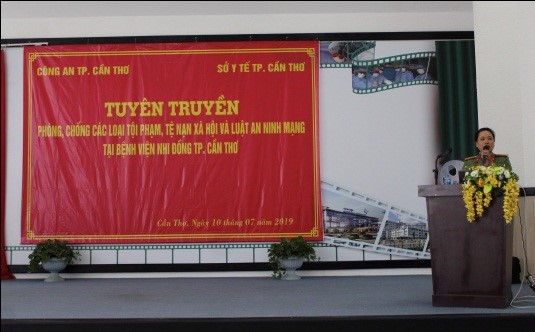 CÔNG AN TP. CẦN THƠ SỞ Y TẾ TP. CẦN THƠ
TUYÊN TRUYỀN
PHÒNG, CHỐNG CÁC LOẠI TỘI PHẠM, TỆ NẠN XÃ HỘI VÀ LUẬT AN NINH MẠNG
TẠI BỆNH VIỆN NHI ĐỒNG TP. CẦN THƠ
Cần Thơ, Ngày 10 tháng 07 năm 2019